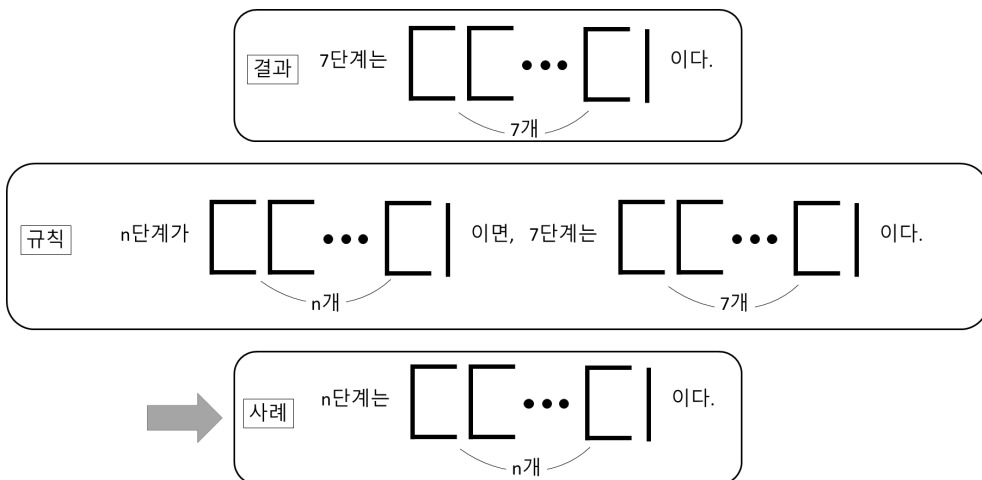 결과 7단계는 이다.
7개
규칙 n단계가 이면, 7단계는 이다.
n개 7개
사례 n단계는 이다.
n개